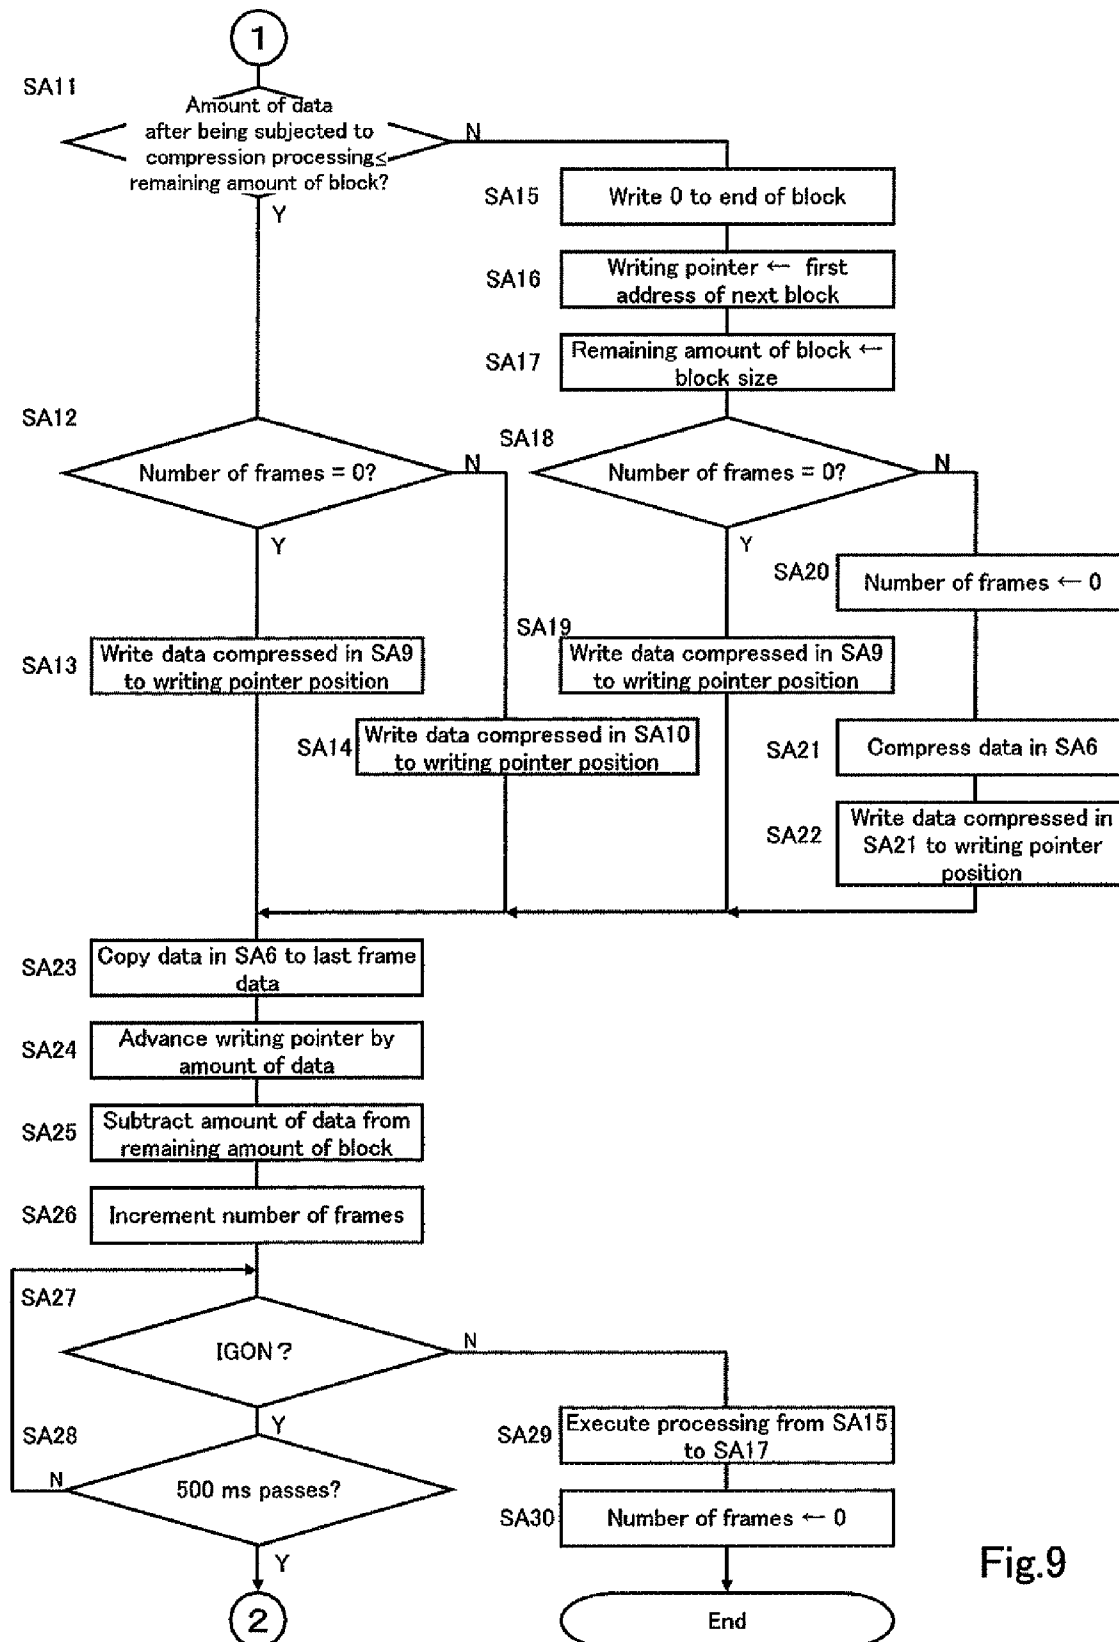 1
SA11
Amount of data
after being subjected to
compression processing≤
remaining amount of block?
N
Y
SA15
Write 0 to end of block
SA16
Writing pointer ← first
address of next block
SA17
Remaining amount of block ←
block size
SA12
Number of frames = 0?
N
Y
SA18
Number of frames = 0?
N
Y
SA20
Number of frames ← 0
SA13
Write data compressed in SA9
to writing pointer position
SA19
Write data compressed in SA9
to writing pointer position
SA14
Write data compressed in SA10
to writing pointer position
SA21
Compress data in SA6
SA22
Write data compressed in
SA21 to writing pointer
position
SA23
Copy data in SA6 to last frame
data
SA24
Advance writing pointer by
amount of data
SA25
Subtract amount of data from
remaining amount of block
SA26
Increment number of frames
SA27
IGON?
N
Y
SA28
500 ms passes?
N
Y
SA29
Execute processing from SA15
to SA17
SA30
Number of frames ← 0
2
End
Fig.9